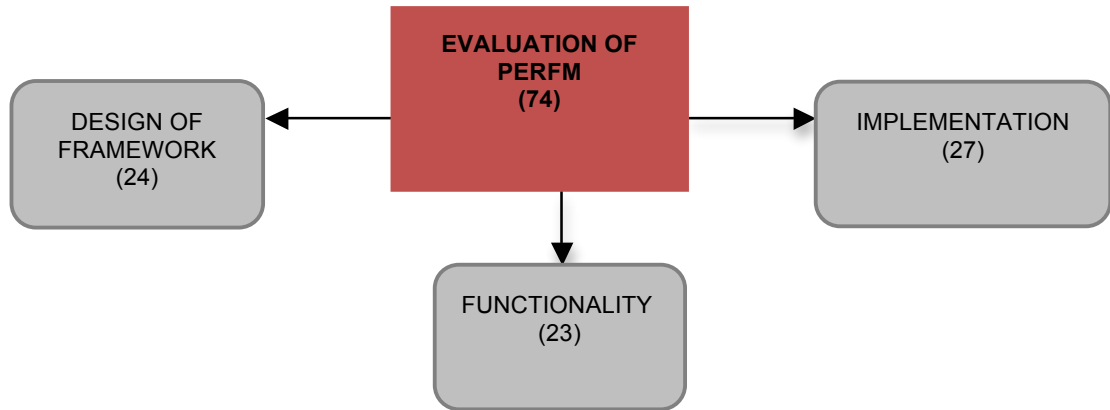 EVALUATION OF
PERFM
(74)
DESIGN OF
FRAMEWORK
(24)
IMPLEMENTATION
(27)
FUNCTIONALITY
(23)